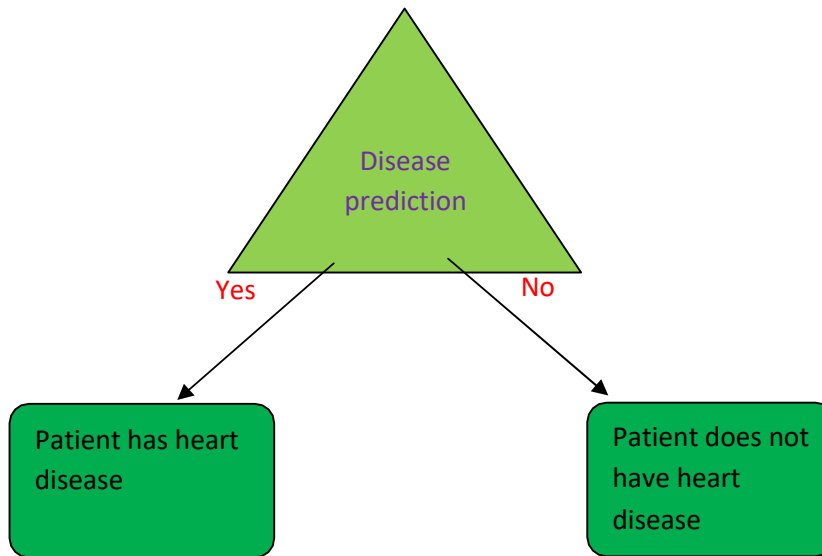 Disease
prediction
Yes
No
Patient has heart
disease
Patient does not
have heart
disease